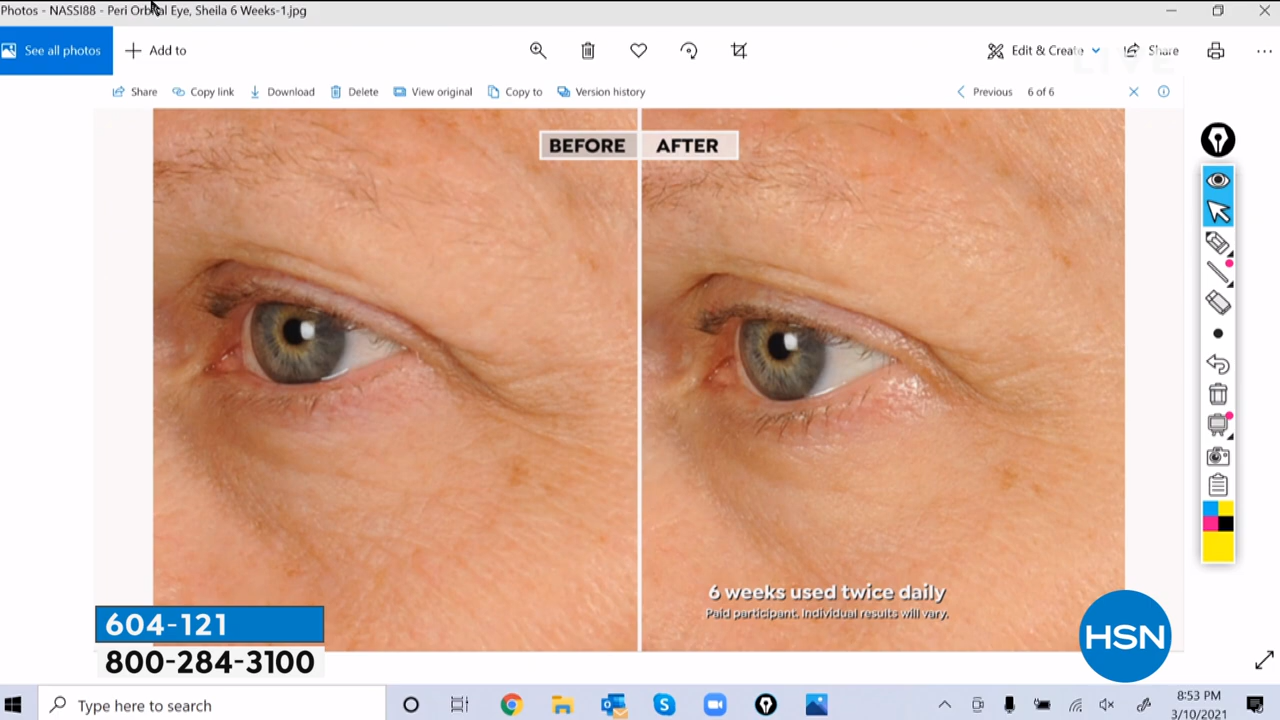 Photos - NASSI88 - Peri Orbital Eye, Sheila 6 Weeks-1.jpg
See all photos
Add to
Edit & Create
Share
LIVE
Share
Copy link
Download
Delete
View original
Copy to
Version history
Previous
6 of 6
BEFORE
AFTER
6 weeks used twice daily
Paid participant. Individual results will vary.
604-121
800-284-3100
HSN
Type here to search
8:53 PM
3/10/2021